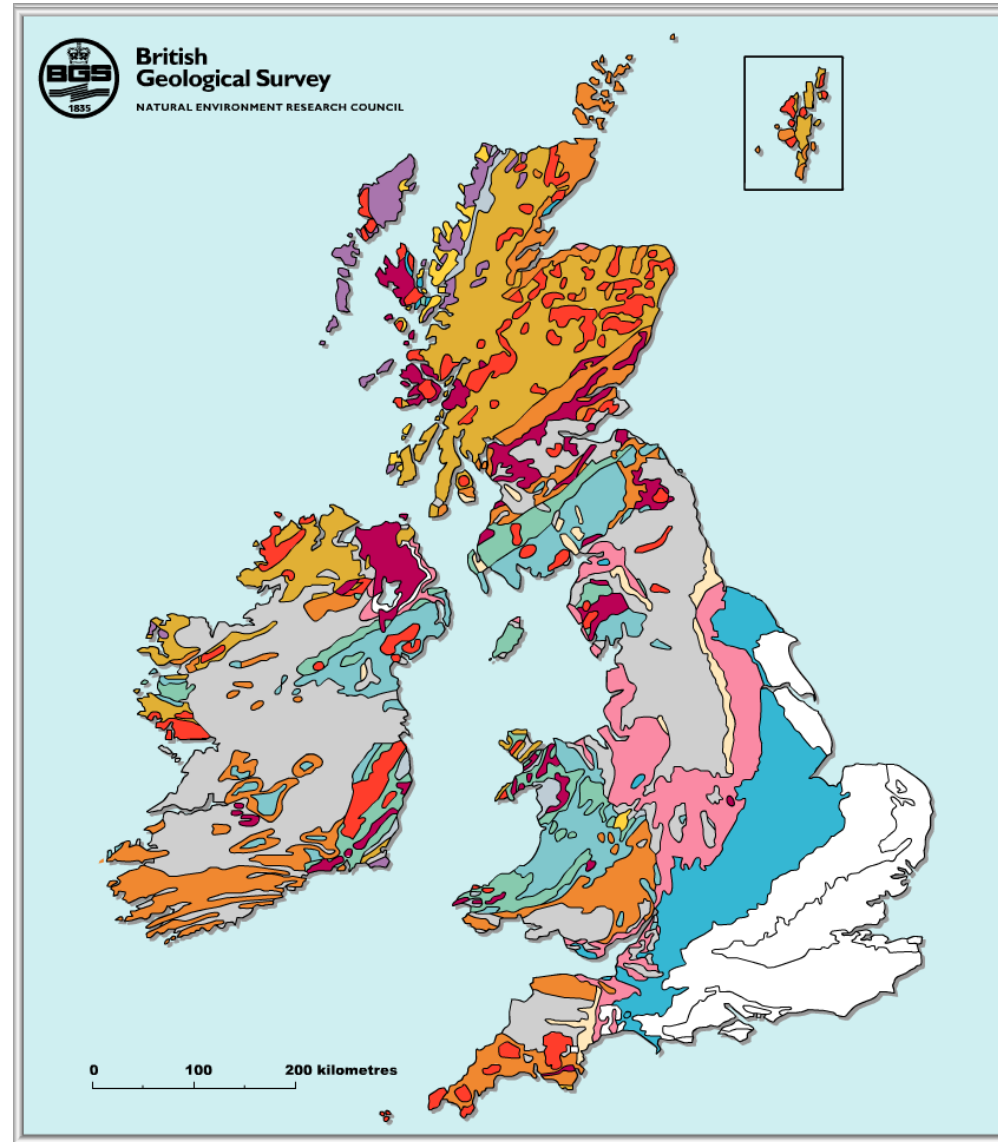 BGS
1835
British
Geological Survey
NATURAL ENVIRONMENT RESEARCH COUNCIL
0 100 200 kilometres